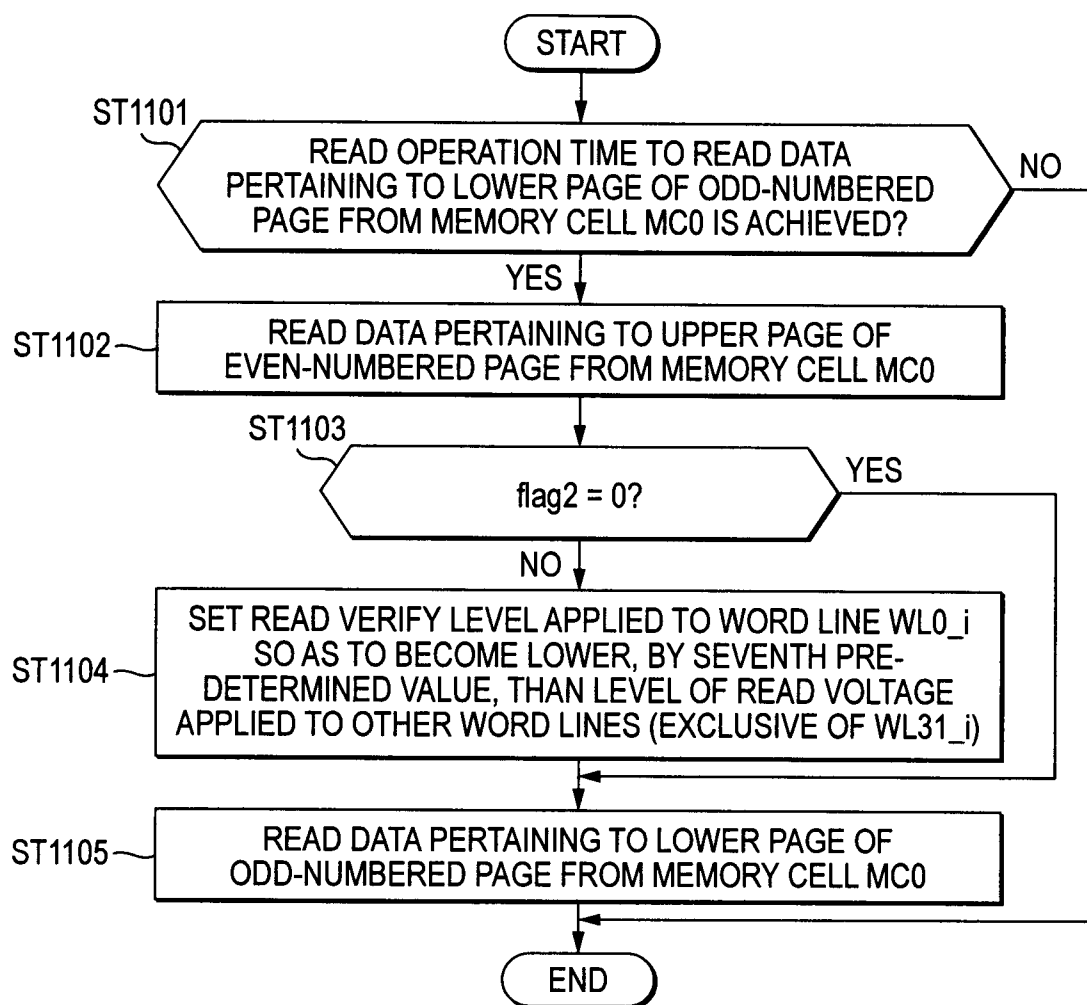 START
ST1101
READ OPERATION TIME TO READ DATA
PERTAINING TO LOWER PAGE OF ODD-NUMBERED
PAGE FROM MEMORY CELL MC0 IS ACHIEVED?
NO
YES
ST1102
READ DATA PERTAINING TO UPPER PAGE OF
EVEN-NUMBERED PAGE FROM MEMORY CELL MC0
ST1103
flag2 = 0?
YES
NO
ST1104
SET READ VERIFY LEVEL APPLIED TO WORD LINE WL0_i
SO AS TO BECOME LOWER, BY SEVENTH PRE-
DETERMINED VALUE, THAN LEVEL OF READ VOLTAGE
APPLIED TO OTHER WORD LINES (EXCLUSIVE OF WL31_i)
ST1105
READ DATA PERTAINING TO LOWER PAGE OF
ODD-NUMBERED PAGE FROM MEMORY CELL MC0
END